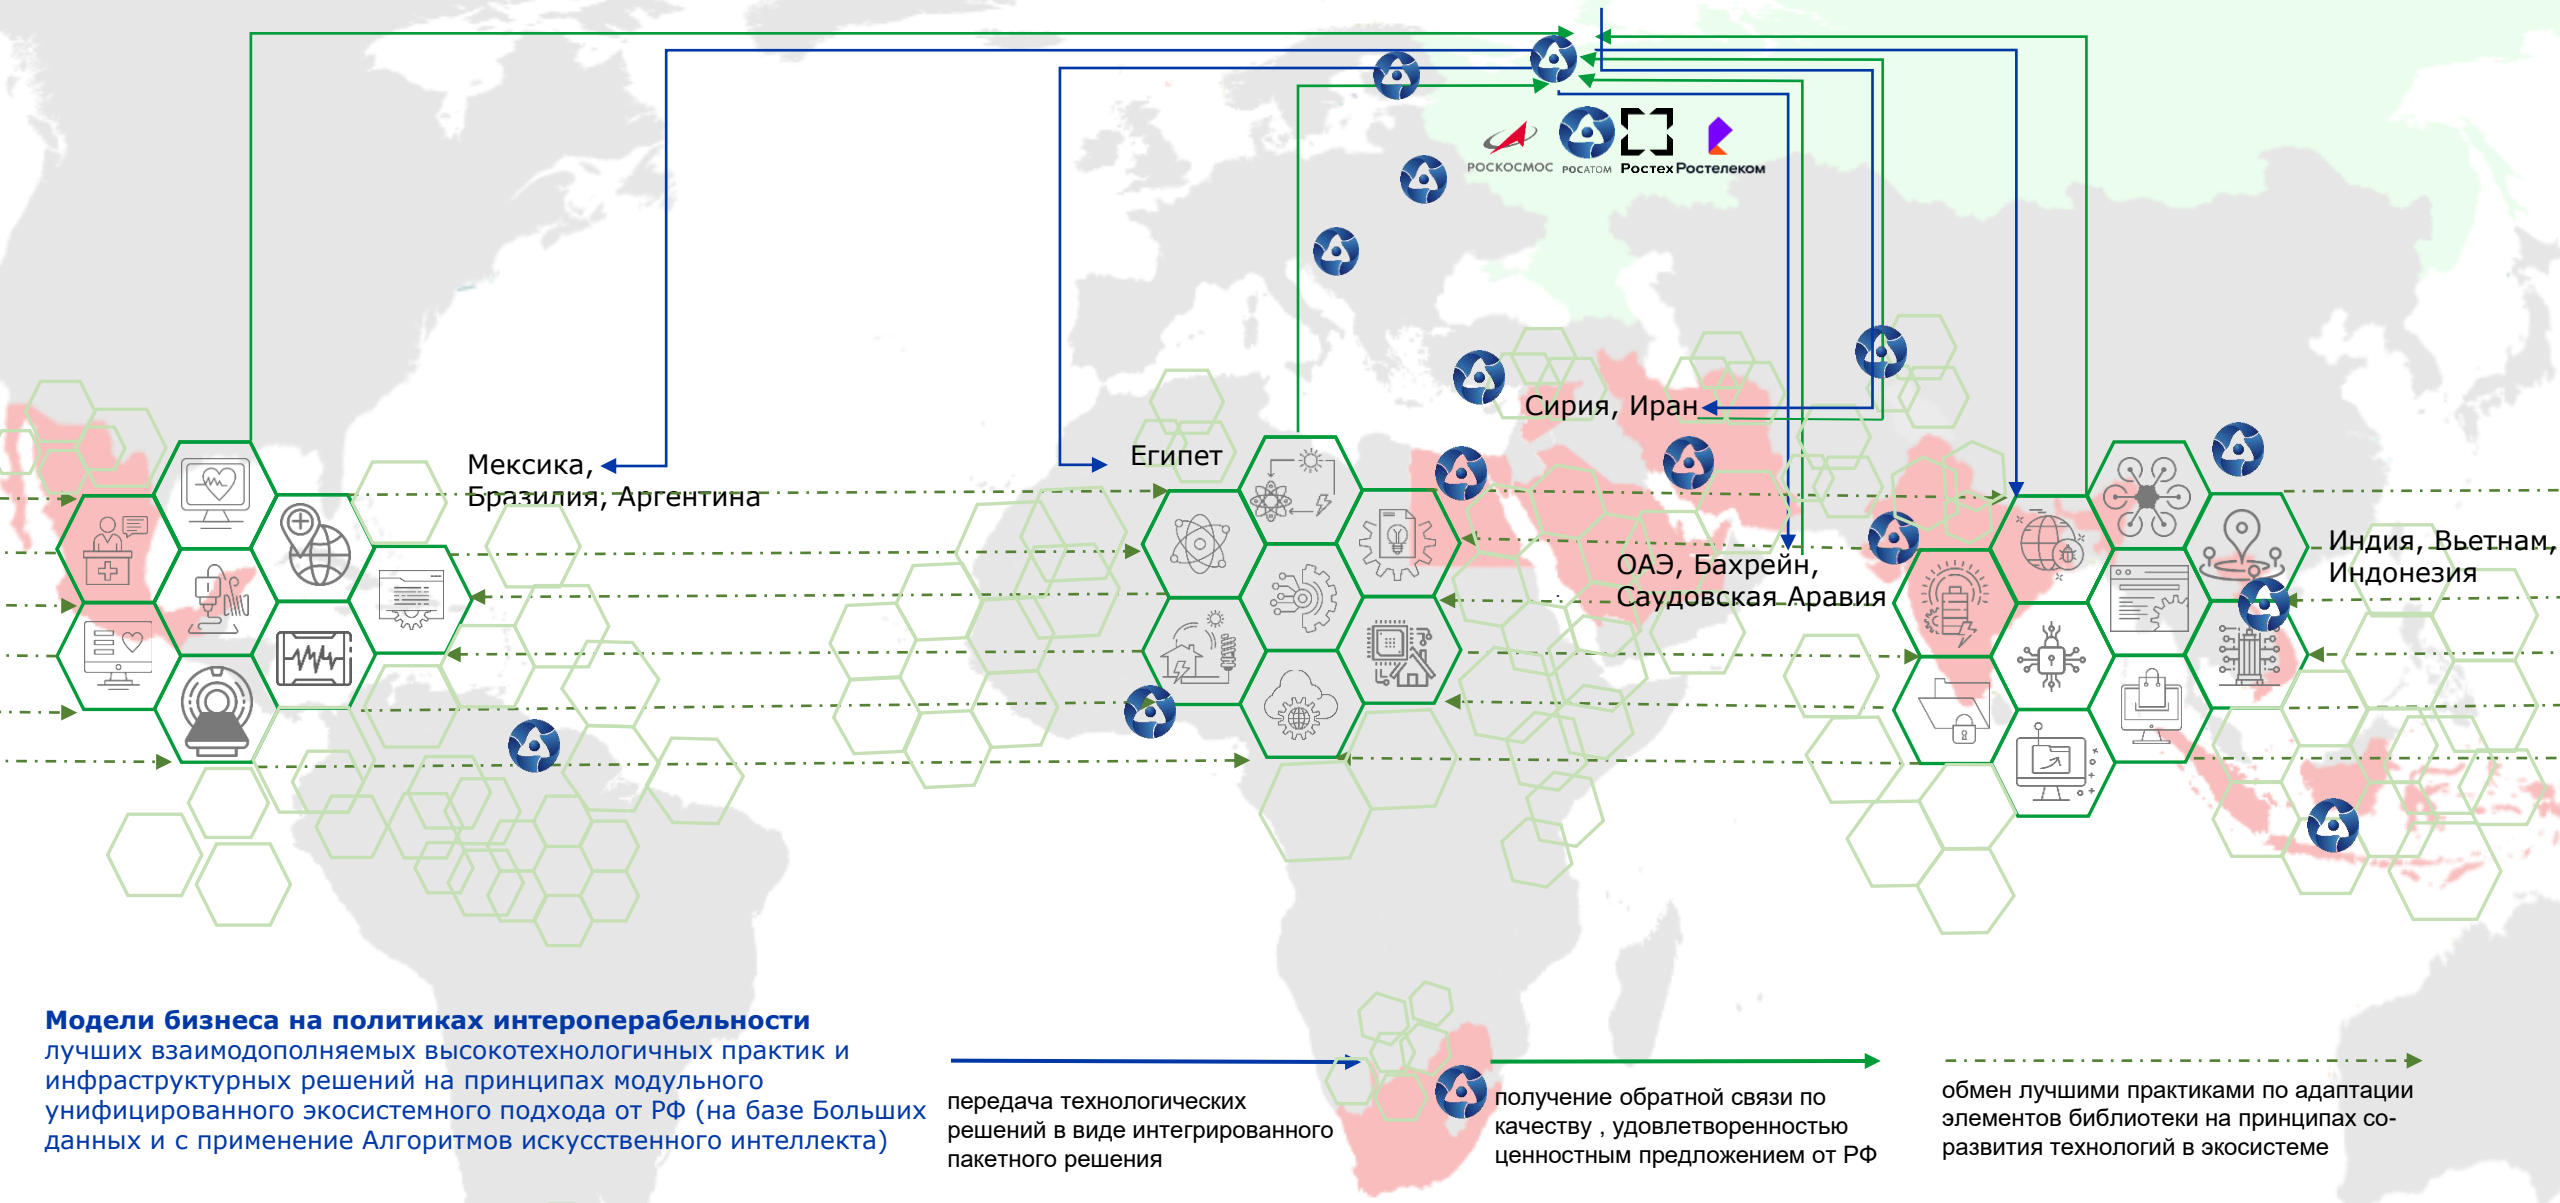 РОСКОСМОС
РОСАТОМ
Ростех
Ростелеком
Сирия, Иран
Мексика,
Бразилия, Аргентина
Египет
ОАЭ, Бахрейн,
Саудовская Аравия
Индия, Вьетнам,
Индонезия
Модели бизнеса на политиках интероперабельности
лучших взаимодополняемых высокотехнологичных практик и
инфраструктурных решений на принципах модульного
унифицированного экосистемного подхода от РФ (на базе Больших
данных и с применение Алгоритмов искусственного интеллекта)
передача технологических
решений в виде интегрированного
пакетного решения
получение обратной связи по
качеству , удовлетворенностью
ценностным предложением от РФ
обмен лучшими практиками по адаптации
элементов библиотеки на принципах со-
развития технологий в экосистеме